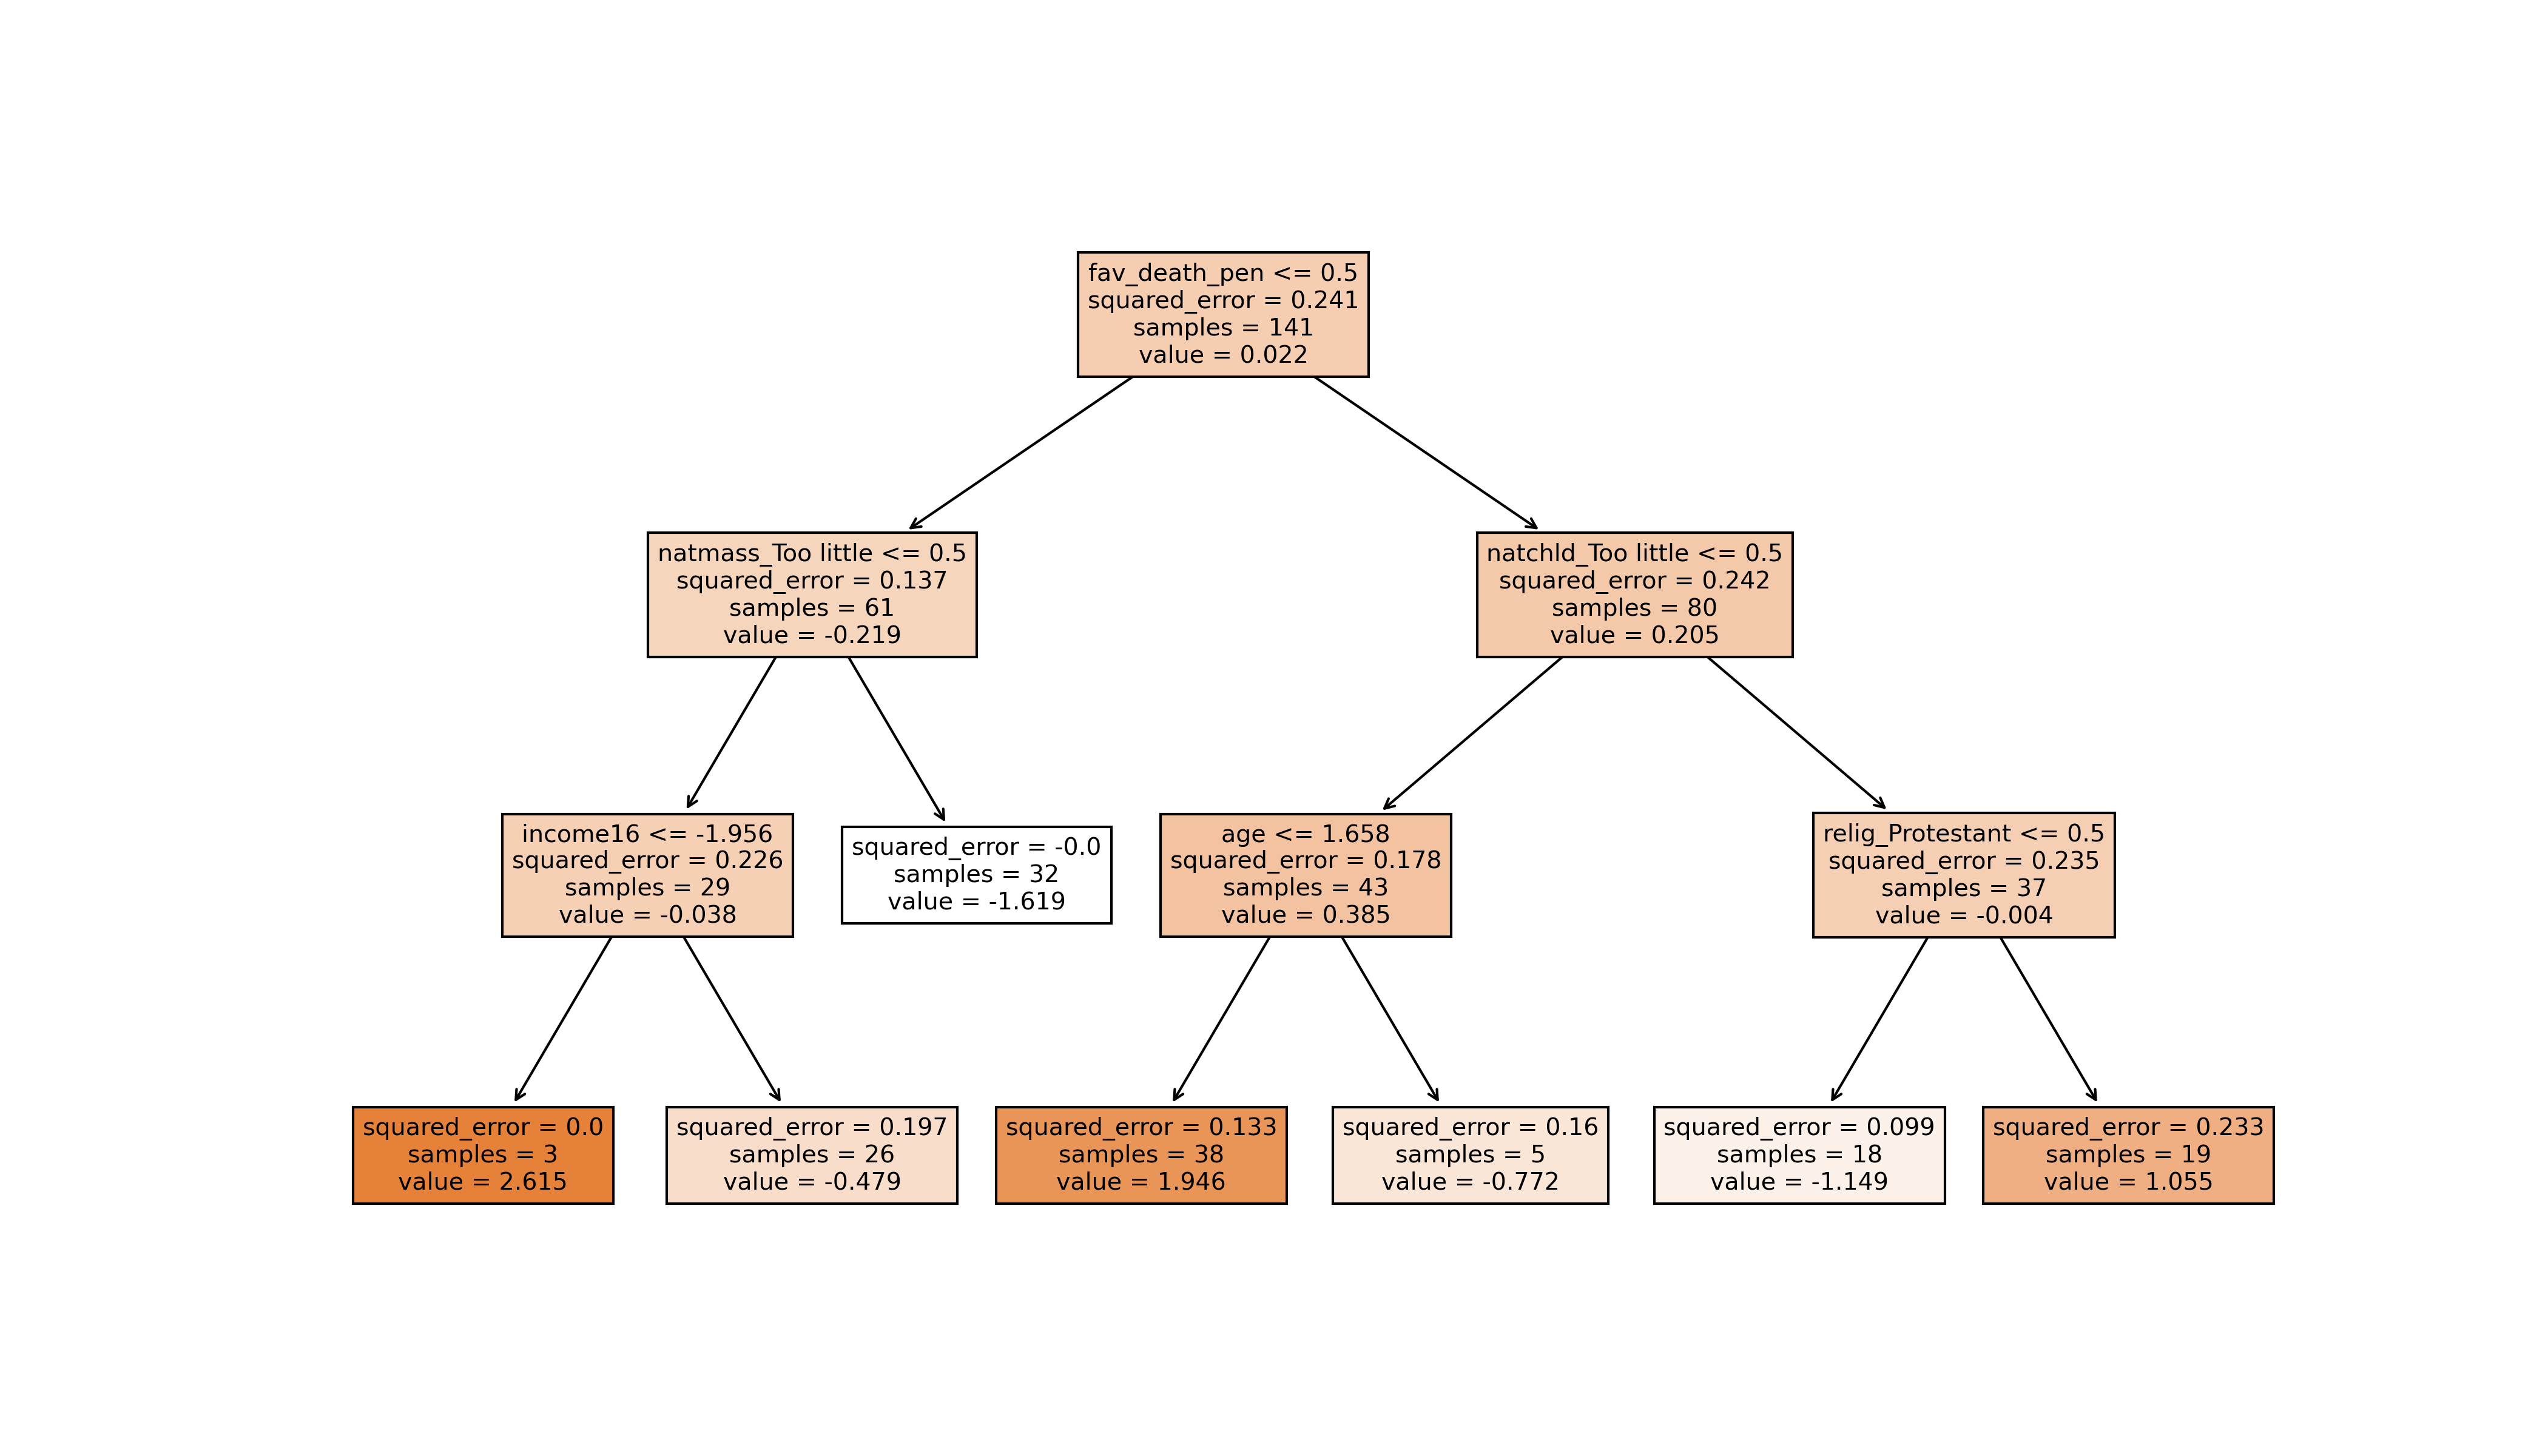 fav_death_pen <= 0.5
squared_error = 0.241
samples = 141
value = 0.022
natmass_Too little <= 0.5
squared_error = 0.137
samples = 61
value = -0.219
natchld_Too little <= 0.5
squared_error = 0.242
samples = 80
value = 0.205
income16 <= -1.956
squared_error = 0.226
samples = 29
value = -0.038
squared_error = -0.0
samples = 32
value = -1.619
age <= 1.658
squared_error = 0.178
samples = 43
value = 0.385
relig_Protestant <= 0.5
squared_error = 0.235
samples = 37
value = -0.004
squared_error = 0.0
samples = 3
value = 2.615
squared_error = 0.197
samples = 26
value = -0.479
squared_error = 0.133
samples = 38
value = 1.946
squared_error = 0.16
samples = 5
value = -0.772
squared_error = 0.099
samples = 18
value = -1.149
squared_error = 0.233
samples = 19
value = 1.055